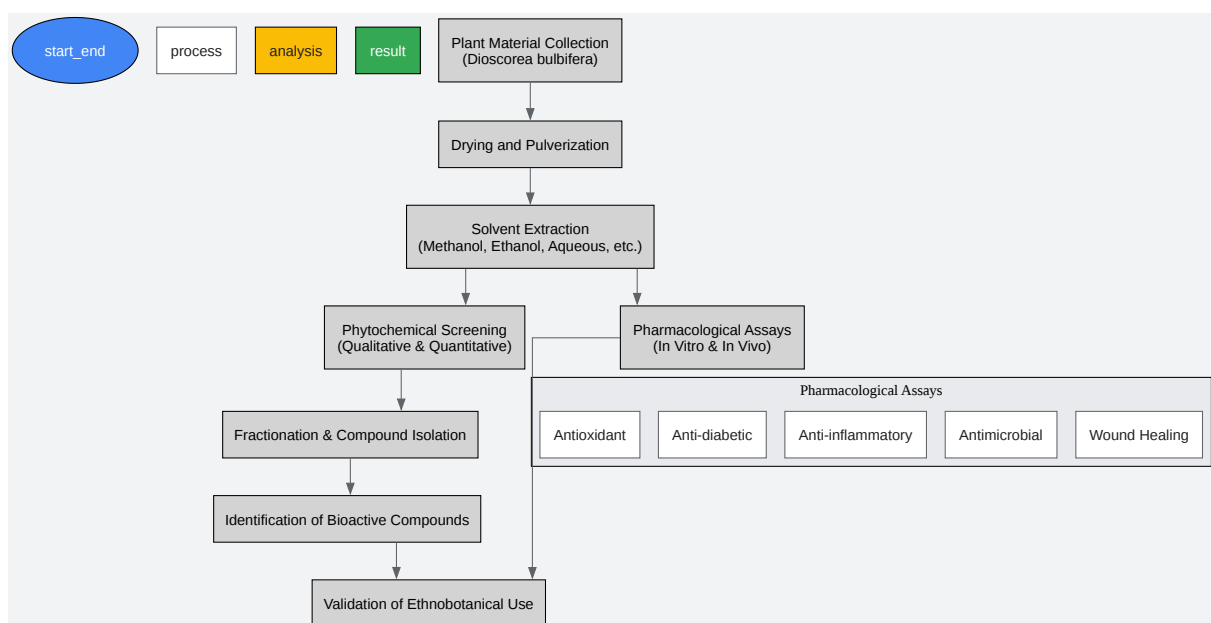 start_end
process
analysis
result
Plant Material Collection
(Dioscorea bulbifera)
Drying and Pulverization
Solvent Extraction
(Methanol, Ethanol, Aqueous, etc.)
Phytochemical Screening
(Qualitative & Quantitative)
Pharmacological Assays
(In Vitro & In Vivo)
Pharmacological Assays
Antioxidant
Anti-diabetic
Anti-inflammatory
Antimicrobial
Wound Healing
Fractionation & Compound Isolation
Identification of Bioactive Compounds
Validation of Ethnobotanical Use